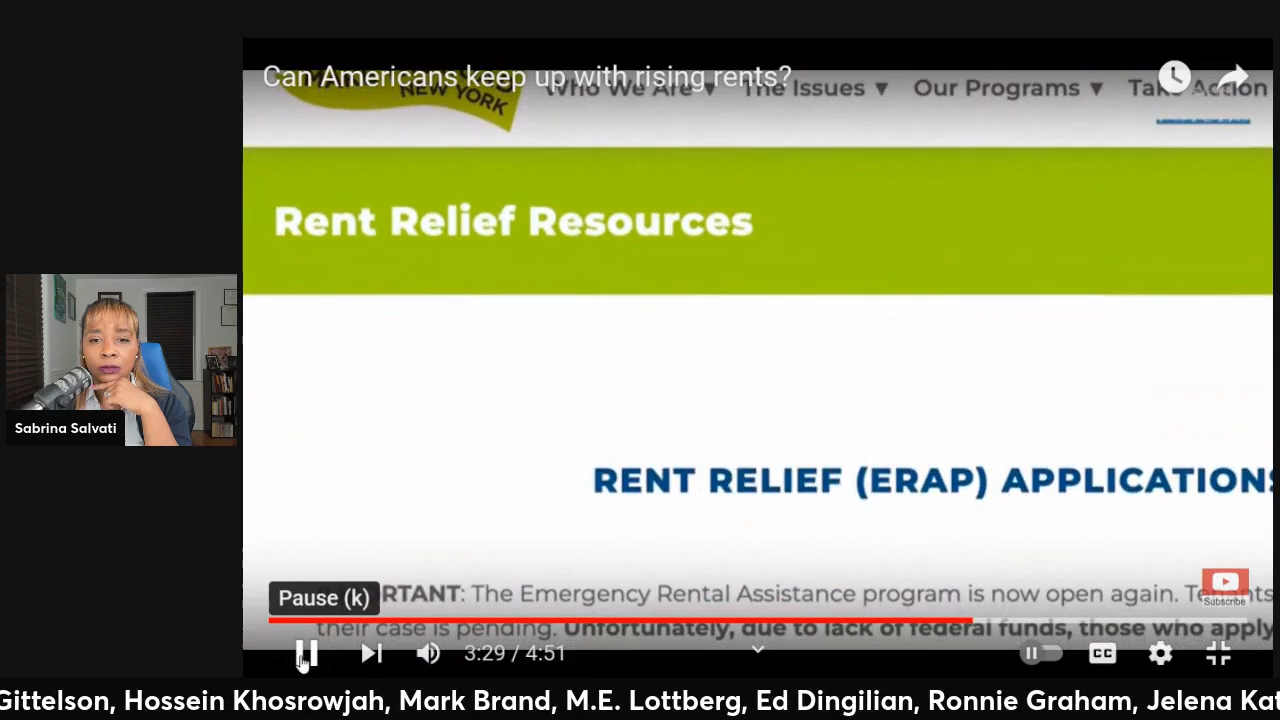 Can Americans keep up with rising rents?
NEW YORK
Who We Are ▼ The Issues ▼ Our Programs ▼ Take Action
Rent Relief Resources
RENT RELIEF (ERAP) APPLICATIONS
Pause (k)
RTANT: The Emergency Rental Assistance program is now open again.
Subscribe
their case is pending. Unfortunately, due to lack of federal funds, those who apply
3:29 / 4:51
CC
Sabrina Salvati
Gittelson, Hossein Khosrowjah, Mark Brand, M.E. Lottberg, Ed Dingilian, Ronnie Graham, Jelena Kat